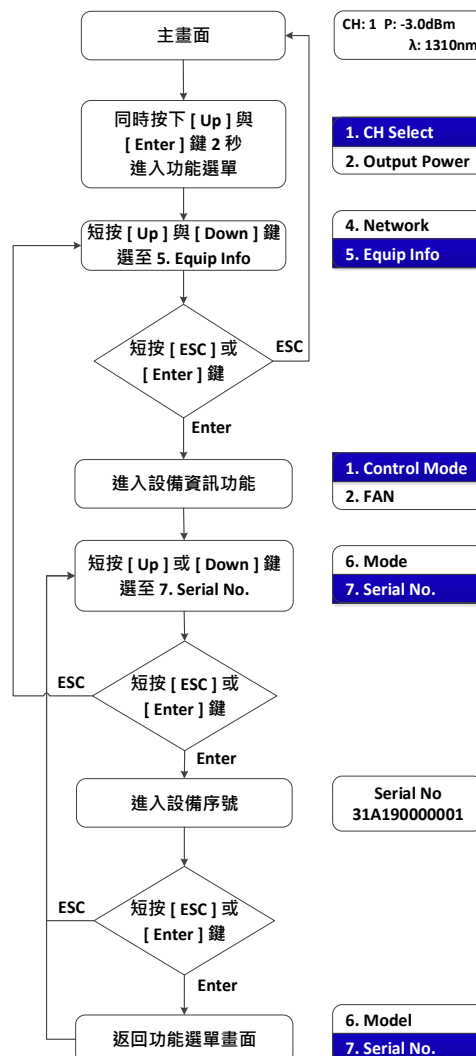 主畫面
CH: 1 P: -3.0dBm
λ: 1310nm
同時按下 [ Up ] 與
[ Enter ] 鍵 2 秒
進入功能選單
1. CH Select
2. Output Power
短按 [ Up ] 與 [ Down ] 鍵
選至 5. Equip Info
4. Network
5. Equip Info
短按 [ ESC ] 或
[ Enter ] 鍵
ESC
Enter
進入設備資訊功能
1. Control Mode
2. FAN
短按 [ Up ] 或 [ Down ] 鍵
選至 7. Serial No.
6. Mode
7. Serial No.
ESC
短按 [ ESC ] 或
[ Enter ] 鍵
Enter
進入設備序號
Serial No
31A190000001
ESC
短按 [ ESC ] 或
[ Enter ] 鍵
Enter
返回功能選單畫面
6. Model
7. Serial No.